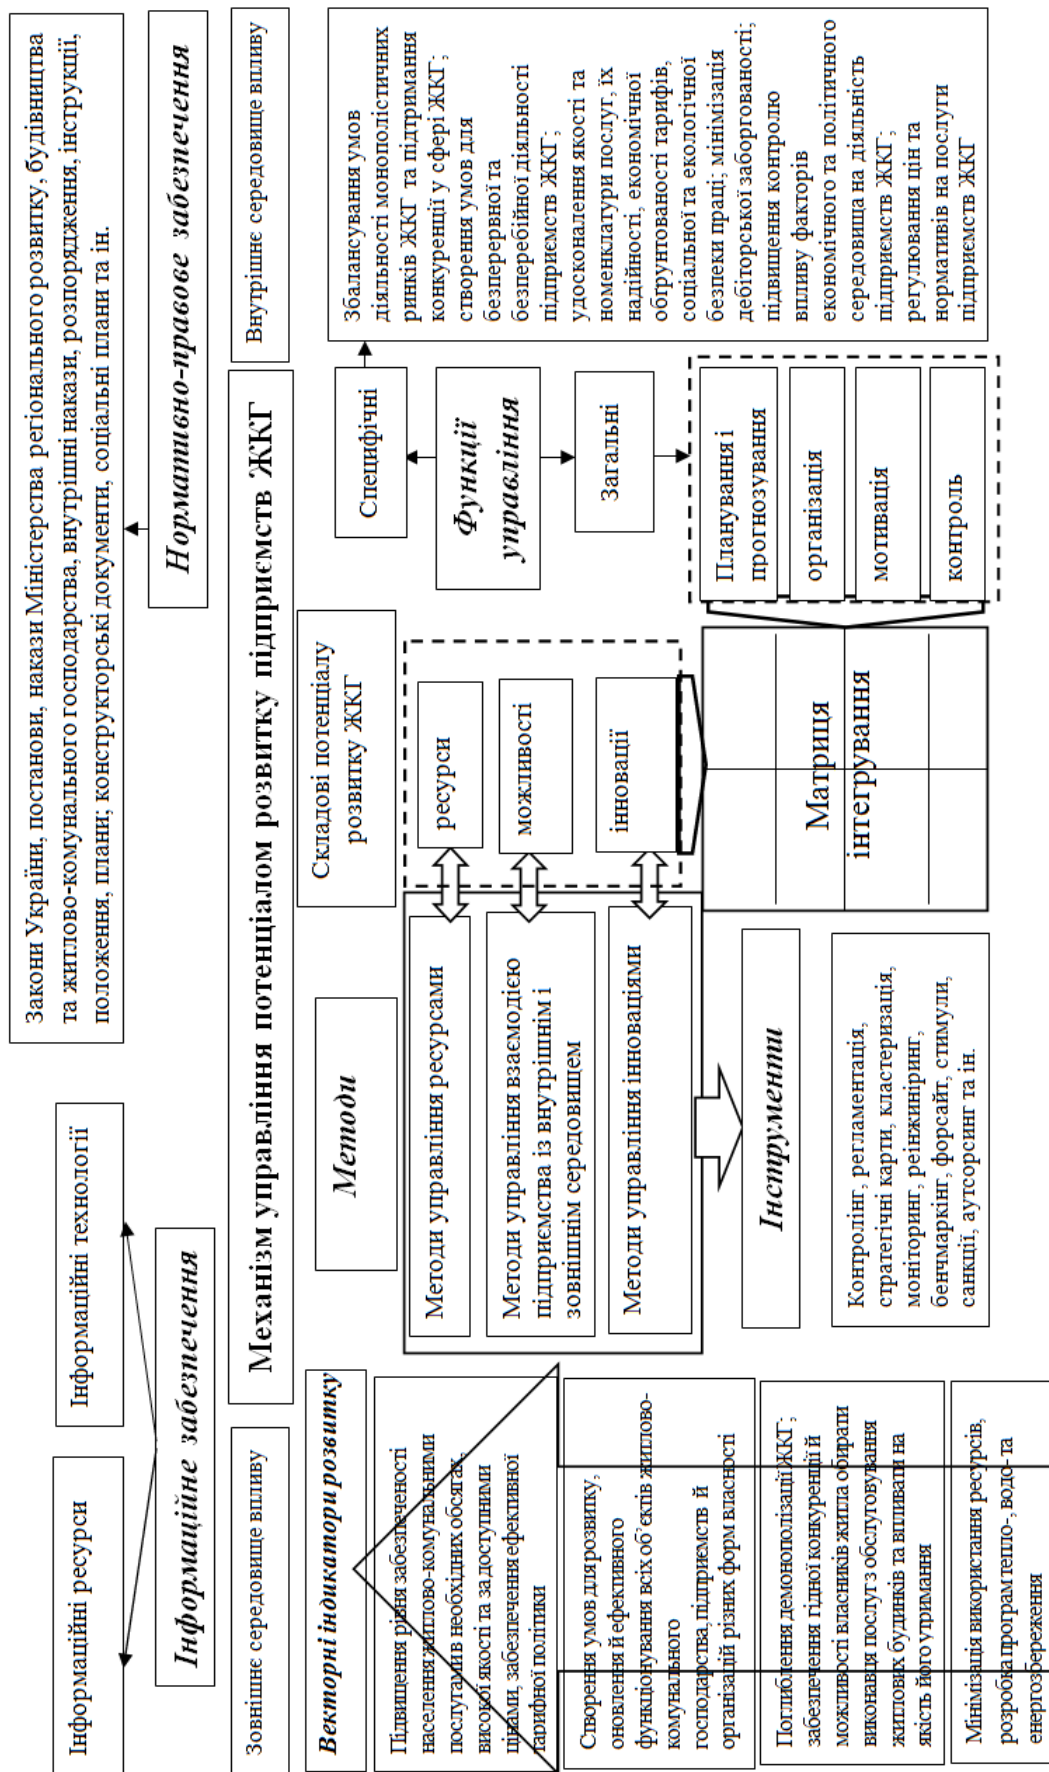 Інформаційні ресурси
Інформаційні технології
Закони України, постанови, накази Міністерства регіонального розвитку, будівництва
та житлово-комунального господарства, внутрішні накази, розпорядження, інструкції,
положення, плани; конструкторські документи, соціальні плани та ін.
Інформаційне забезпечення
Нормативно-правове забезпечення
Зовнішнє середовище впливу
Механізм управління потенціалом розвитку підприємств ЖКГ
Внутрішнє середовище впливу
Векторні індикатори розвитку
Підвищення рівня забезпеченості
населення житлово-комунальними
послугами в необхідних обсягах,
високої якості та за доступними
цінами, забезпечення ефективної
тарифної політики
Створення умов для розвитку,
оновлення й ефективного
функціонування всіх об’єктів житлово-
комунального
господарства, підприємств й
організацій різних форм власності
Поглиблення демонополізації ЖКГ;
забезпечення гідної конкуренції й
можливості власників житла обирати
виконавця послуг з обслуговування
житлових будинків та впливати на
якість його утримання
Мінімізація використання ресурсів,
розробка програм тепло-, водо- та
енергозбереження
Методи
Методи управління ресурсами
Методи управління взаємодією
підприємства із внутрішнім і
зовнішнім середовищем
Методи управління інноваціями
Інструменти
Контролінг, регламентація,
стратегічні карти, кластеризація,
моніторинг, реінжиніринг,
бенчмаркінг, форсайт, стимули,
санкції, аутсорсинг та ін.
Складові потенціалу
розвитку ЖКГ
ресурси
можливості
інновації
Матриця
інтегрування
Специфічні
Функції
управління
Загальні
Планування і
прогнозування
організація
мотивація
контроль
Збалансування умов
діяльності монополістичних
ринків ЖКГ та підтримання
конкуренції у сфері ЖКГ;
створення умов для
безперервної та
безперебійної діяльності
підприємств ЖКГ;
удосконалення якості та
номенклатури послуг, їх
надійності, економічної
обґрунтованості тарифів,
соціальної та екологічної
безпеки праці; мінімізація
дебіторської заборгованості;
підвищення контролю
впливу факторів
економічного та політичного
середовища на діяльність
підприємств ЖКГ;
регулювання цін та
нормативів на послуги
підприємств ЖКГ